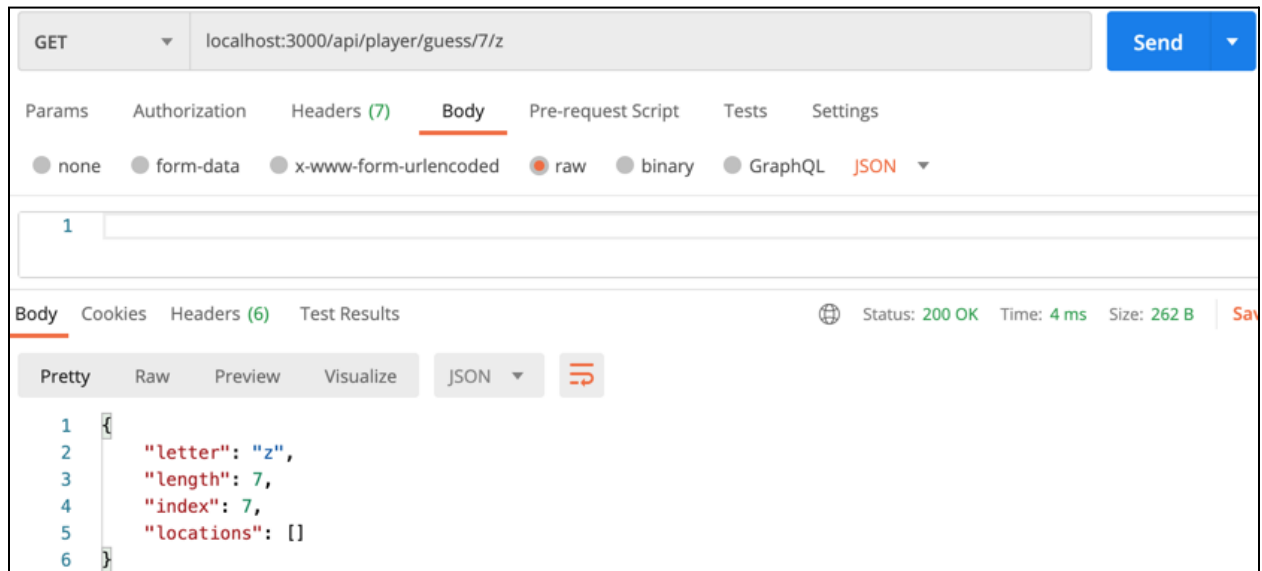 GET localhost:3000/api/player/guess/7/z Send
Params Authorization Headers (7) Body Pre-request Script Tests Settings
none form-data x-www-form-urlencoded raw binary GraphQL JSON
1
Body Cookies Headers (6) Test Results Status: 200 OK Time: 4 ms Size: 262 B Sav
Pretty Raw Preview Visualize JSON
1 {
2 "letter": "z",
3 "length": 7,
4 "index": 7,
5 "locations": []
6 }